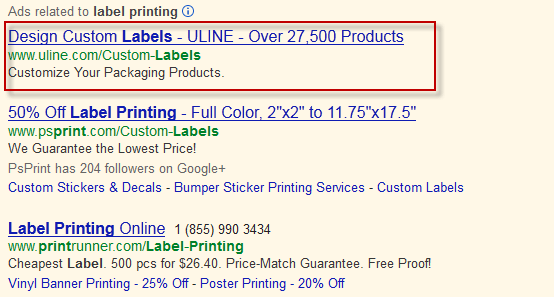 Ads related to label printing
Design Custom Labels - ULINE - Over 27,500 Products
www.uline.com/Custom-Labels
Customize Your Packaging Products.
50% Off Label Printing - Full Color, 2"x2" to 11.75"x17.5"
www.psprint.com/Custom-Labels
We Guarantee the Lowest Price!
PsPrint has 204 followers on Google+
Custom Stickers & Decals - Bumper Sticker Printing Services - Custom Labels
Label Printing Online 1 (855) 990 3434
www.printrunner.com/Label-Printing
Cheapest Label. 500 pcs for $26.40. Price-Match Guarantee. Free Proof!
Vinyl Banner Printing - 25% Off - Poster Printing - 20% Off